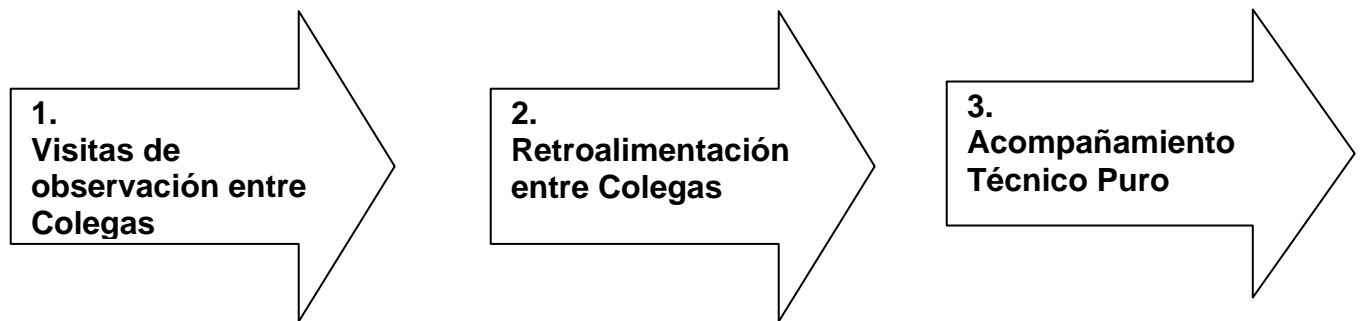 1.
Visitas de
observación entre
Colegas
2.
Retroalimentación
entre Colegas
3.
Acompañamiento
Técnico Puro